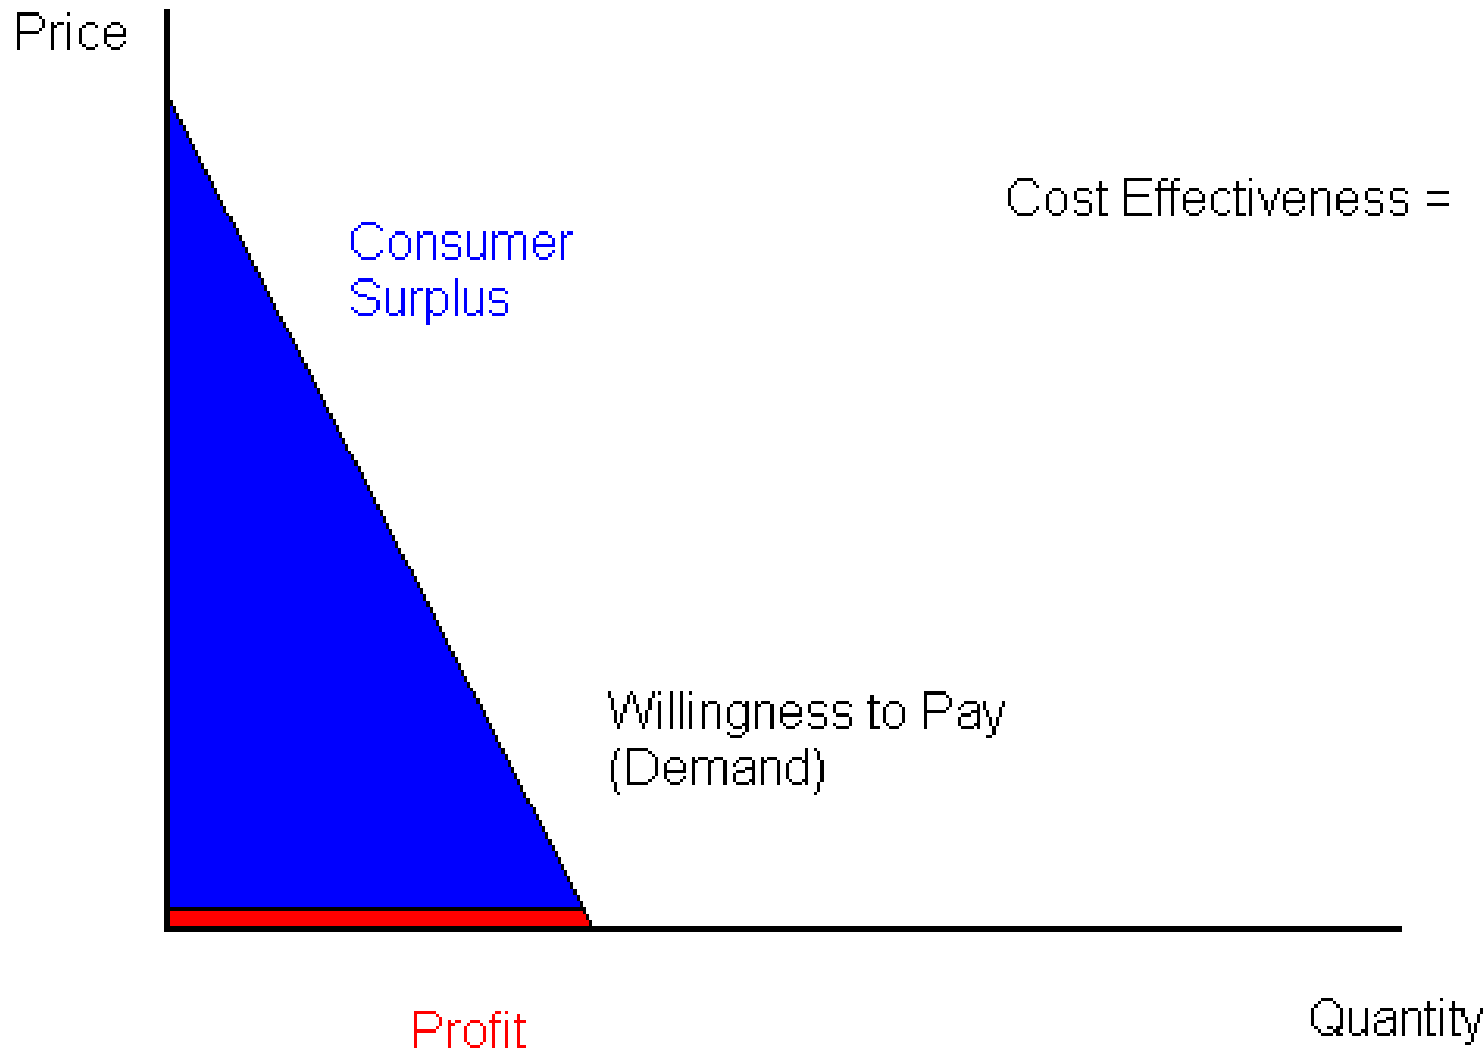 Price
Cost Effectiveness =
Consumer
Surplus
Willingness to Pay
(Demand)
Quantity
Profit